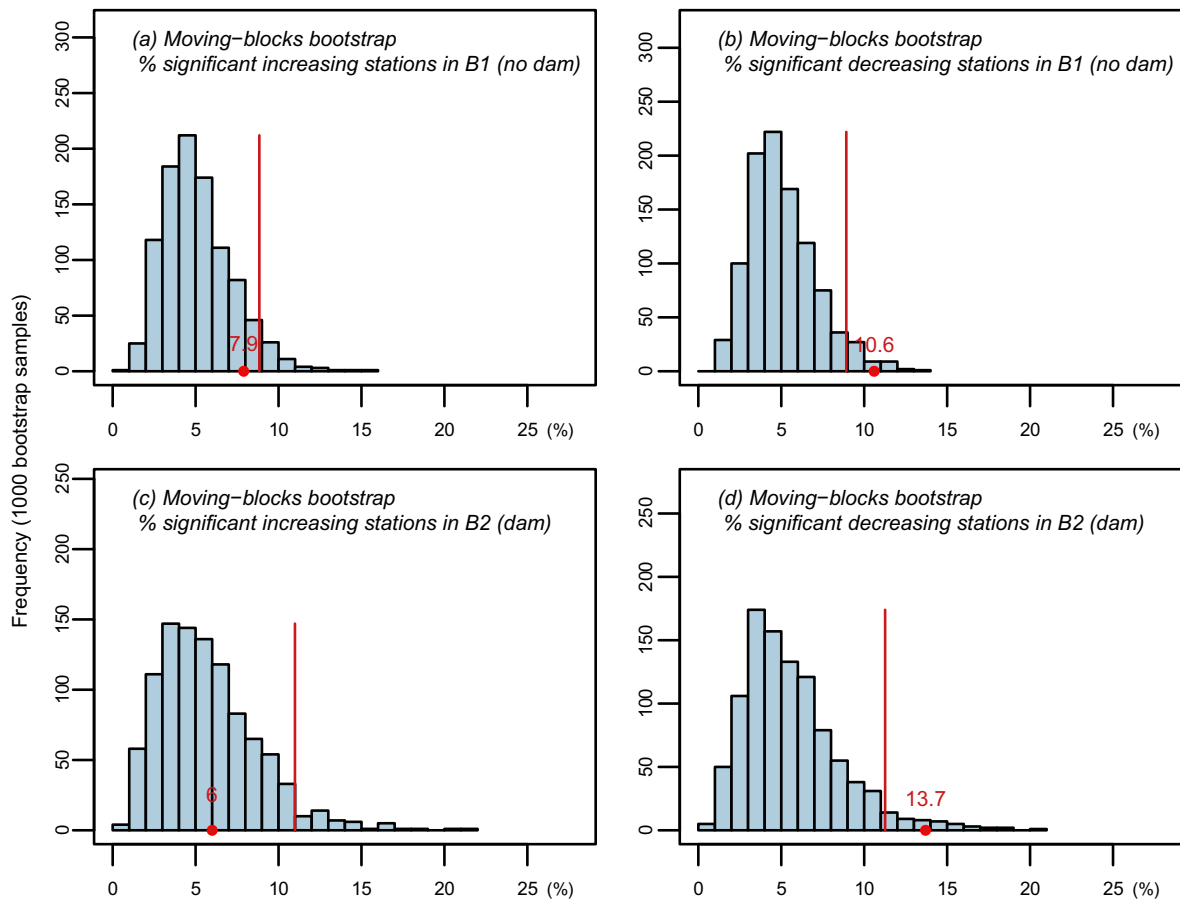 Frequency (1000 bootstrap samples)
(a) Moving−blocks bootstrap
% significant increasing stations in B1 (no dam)
300
250
200
150
100
50
0
7.9
0 5 10 15 20 25 (%)
(b) Moving−blocks bootstrap
% significant decreasing stations in B1 (no dam)
300
250
200
150
100
50
0
10.6
0 5 10 15 20 25 (%)
(c) Moving−blocks bootstrap
% significant increasing stations in B2 (dam)
250
200
150
100
50
0
6
0 5 10 15 20 25 (%)
(d) Moving−blocks bootstrap
% significant decreasing stations in B2 (dam)
250
200
150
100
50
0
13.7
0 5 10 15 20 25 (%)